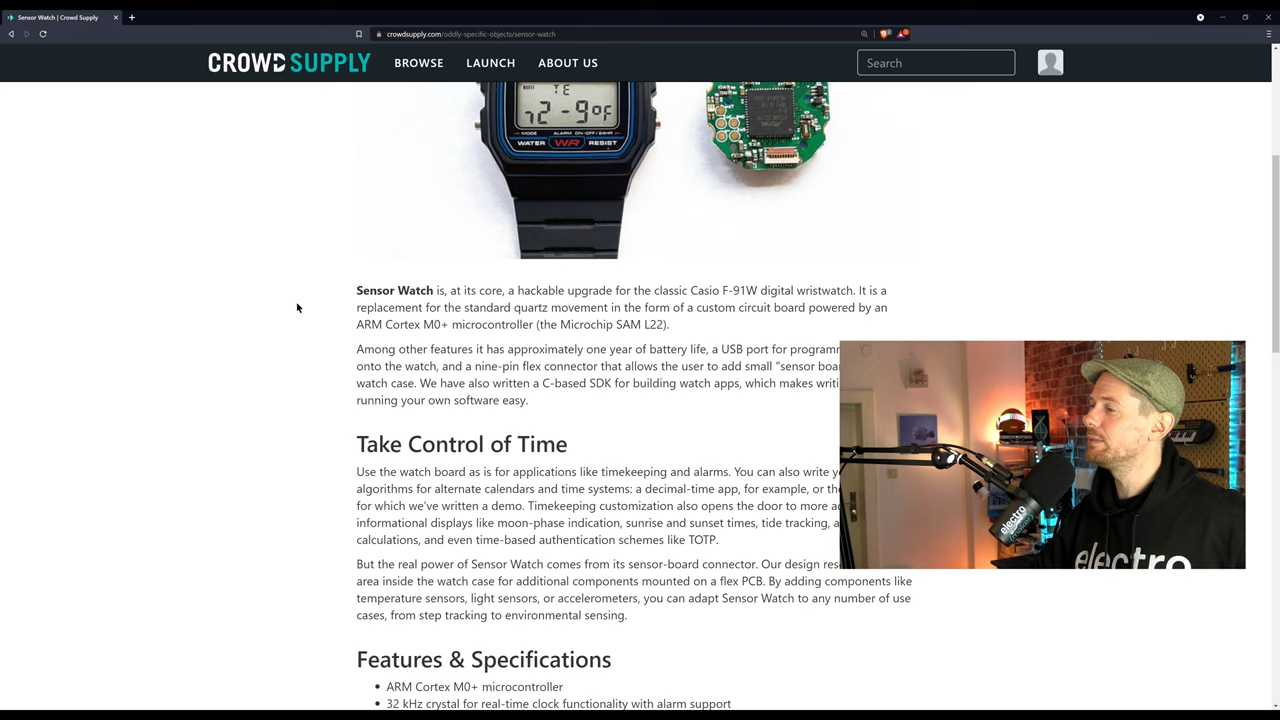 Sensor Watch | Crowd Supply
crowdsupply.com/oddly-specific-objects/sensor-watch
CROWD SUPPLY
BROWSE
LAUNCH
ABOUT US
Search
TE
72-90F
MODE
ALARM ON·OFF/24HR
WATER WR RESIST
Sensor Watch is, at its core, a hackable upgrade for the classic Casio F-91W digital wristwatch. It is a
replacement for the standard quartz movement in the form of a custom circuit board powered by an
ARM Cortex M0+ microcontroller (the Microchip SAM L22).
Among other features it has approximately one year of battery life, a USB port for
onto the watch, and a nine-pin flex connector that allows the user to add small "sensor
watch case. We have also written a C-based SDK for building watch apps, which makes
running your own software easy.
Take Control of Time
Use the watch board as is for applications like timekeeping and alarms. You can also write
algorithms for alternate calendars and time systems: a decimal-time app, for example, or
for which we've written a demo. Timekeeping customization also opens the door to more
informational displays like moon-phase indication, sunrise and sunset times, tide tracking,
calculations, and even time-based authentication schemes like TOTP.
But the real power of Sensor Watch comes from its sensor-board connector. Our design
area inside the watch case for additional components mounted on a flex PCB. By adding components like
temperature sensors, light sensors, or accelerometers, you can adapt Sensor Watch to any number of use
cases, from step tracking to environmental sensing.
Features & Specifications
• ARM Cortex M0+ microcontroller
• 32 kHz crystal for real-time clock functionality with alarm support
electro
electro